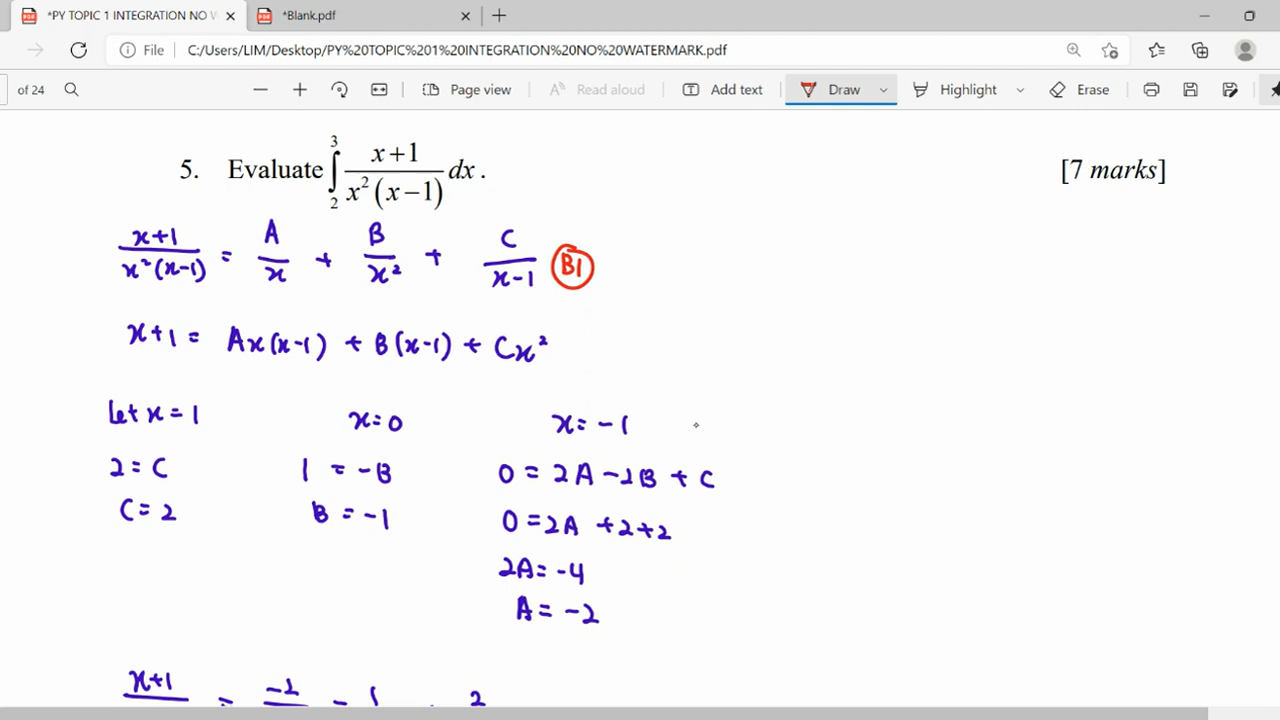 *PY TOPIC 1 INTEGRATION NO W
*Blank.pdf
File C:/Users/LIM/Desktop/PY%20TOPIC%201%20INTEGRATION%20NO%20WATERMARK.pdf
of 24 Page view Read aloud Add text Draw Highlight Erase
5. Evaluate ∫₂³ (x+1)/(x²(x−1)) dx. [7 marks]
(x+1)/(x²(x-1)) = A/x + B/x² + C/(x-1) B1
x+1 = Ax(x-1) + B(x-1) + Cx²
let x = 1 x = 0 x = -1
2 = C 1 = -B 0 = 2A - 2B + C
C = 2 B = -1 0 = 2A + 2 + 2
2A = -4
A = -2
x+1 = -2 - 1